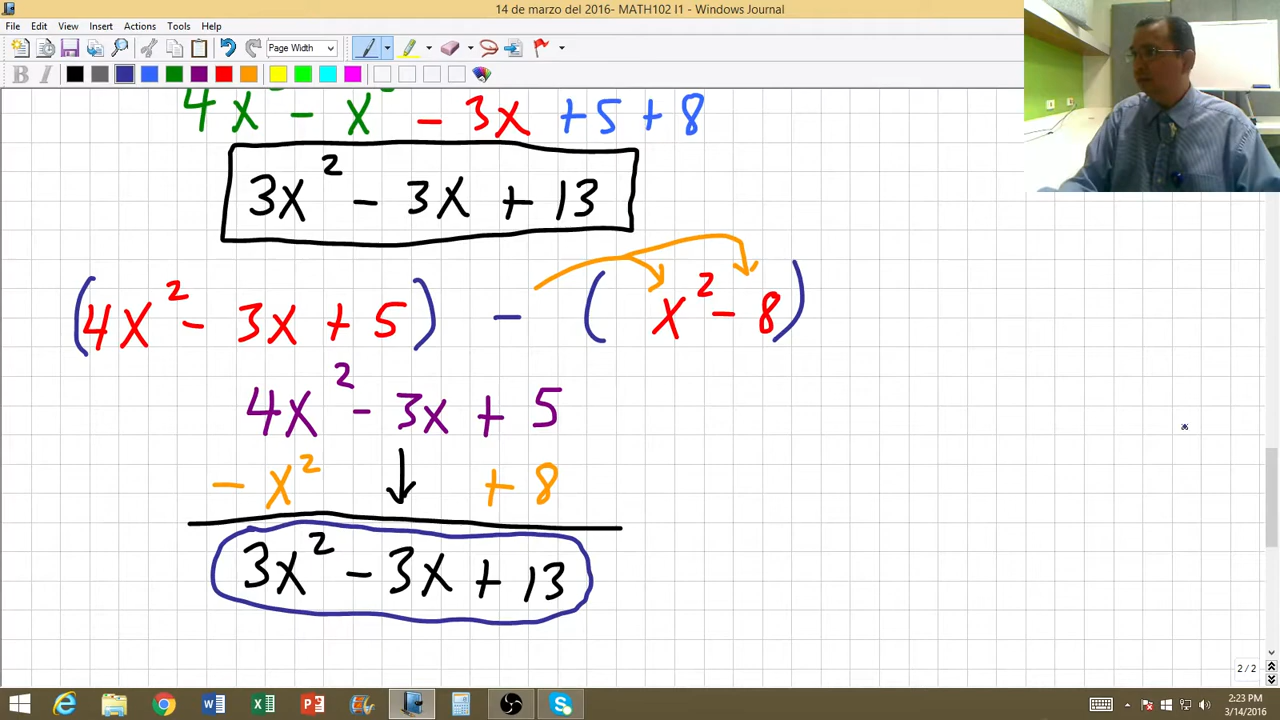 14 de marzo del 2016- MATH102 I1 - Windows Journal
File Edit View Insert Actions Tools Help
Page Width
B I
4x² - x² - 3x + 5 + 8
3x² - 3x + 13
(4x² - 3x + 5) - (x² - 8)
4x² - 3x + 5
- x² ↓ + 8
3x² - 3x + 13
2 / 2
2:23 PM
3/14/2016